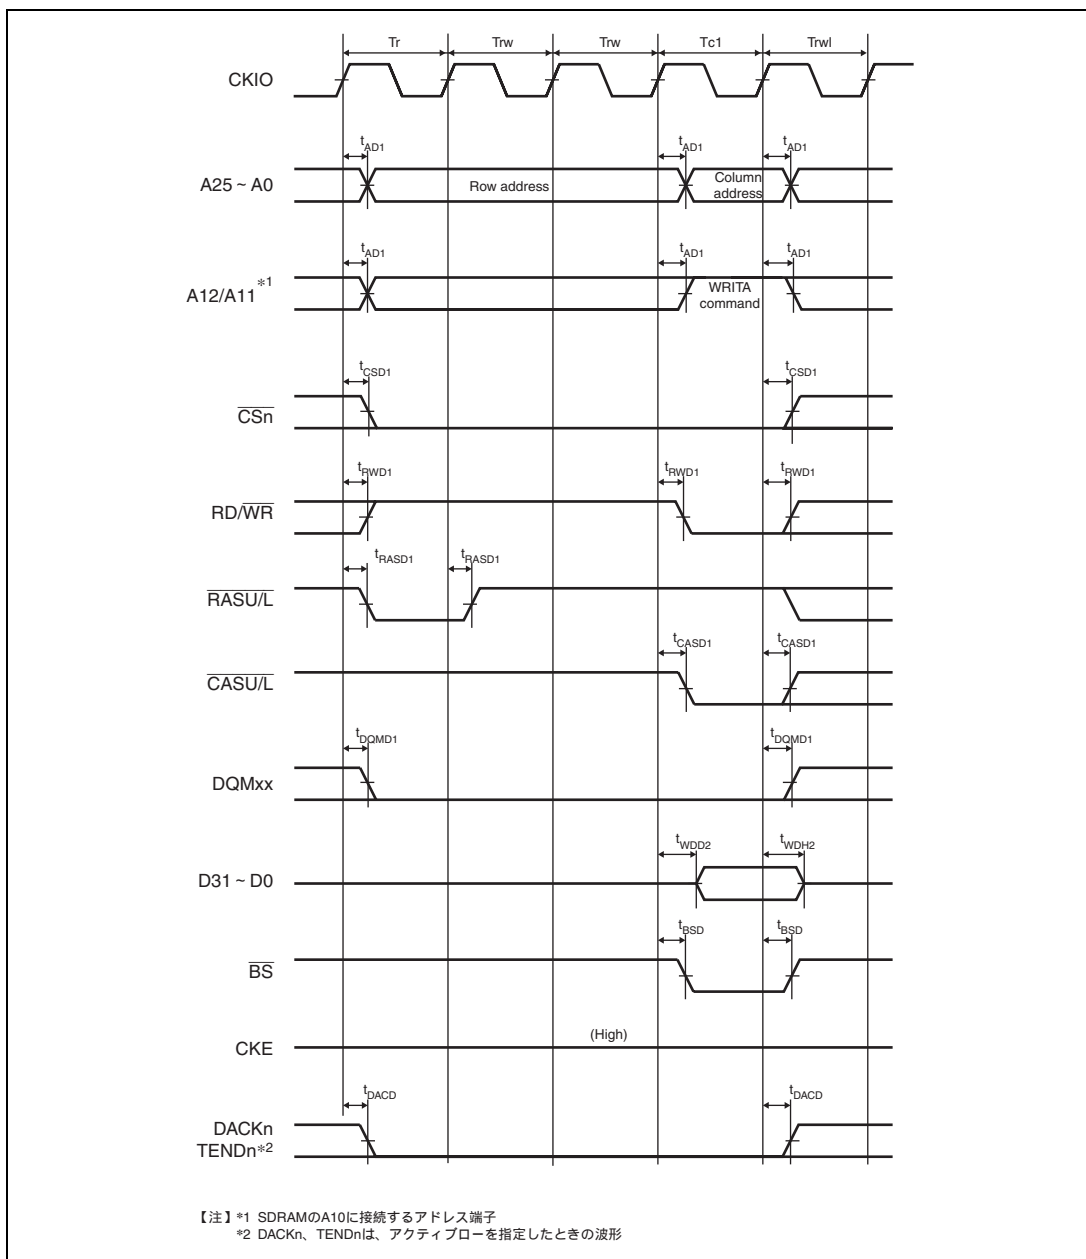 Tr Trw Trw Tc1 Trwl
CKIO
tAD1 tAD1 tAD1
A25 ~ A0 Row address Column address
tAD1 tAD1 tAD1
A12/A11 *1 WRITA command
tCSD1 tCSD1
CSn
tRWD1 tRWD1 tRWD1
RD/WR
tRASD1 tRASD1
RASU/L
tCASD1 tCASD1
CASU/L
tDQMD1 tDQMD1
DQMxx
tWDD2 tWDH2
D31 ~ D0
tBSD tBSD
BS
(High)
CKE
tDACD tDACD
DACKn
TENDn*2
【注】*1 SDRAMのA10に接続するアドレス端子
*2 DACKn、TENDnは、アクティブローを指定したときの波形